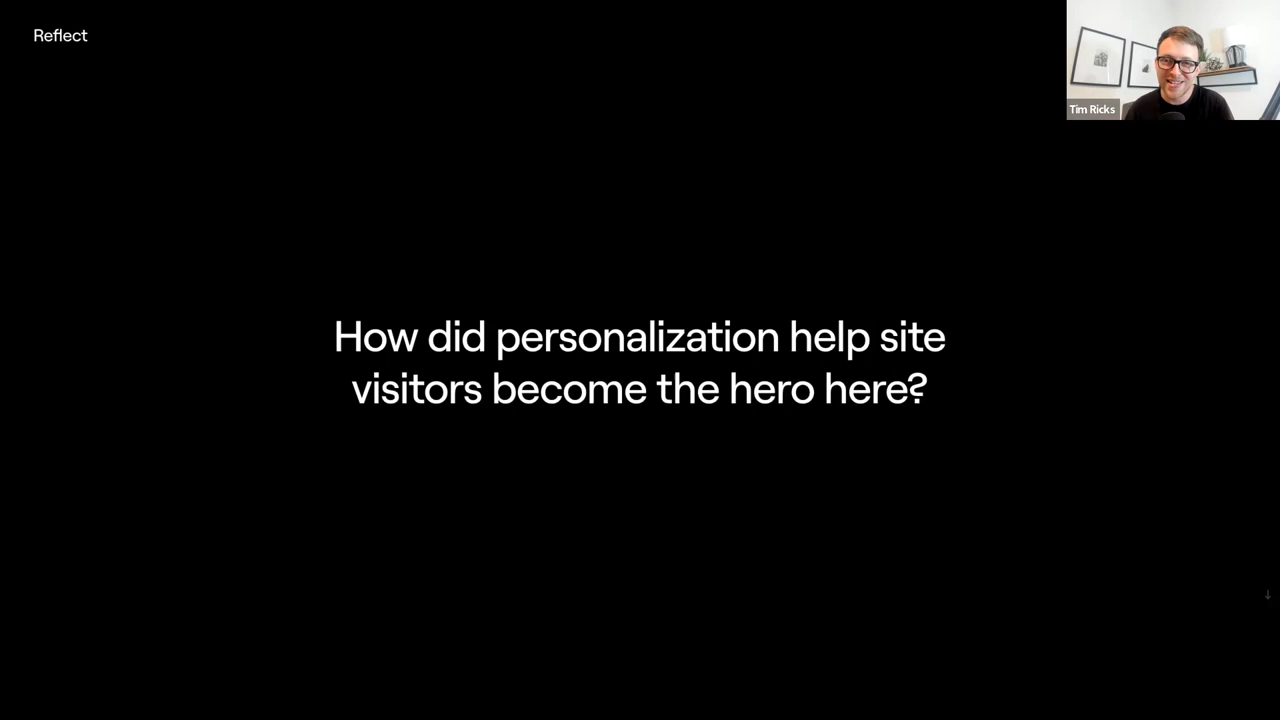 Reflect
Tim Ricks
How did personalization help site
visitors become the hero here?